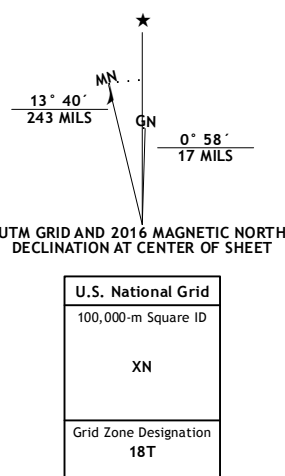 ★
MN
13° 40´
243 MILS
GN
0° 58´
17 MILS
UTM GRID AND 2016 MAGNETIC NORTH
DECLINATION AT CENTER OF SHEET
U.S. National Grid
100,000-m Square ID
XN
Grid Zone Designation
18T